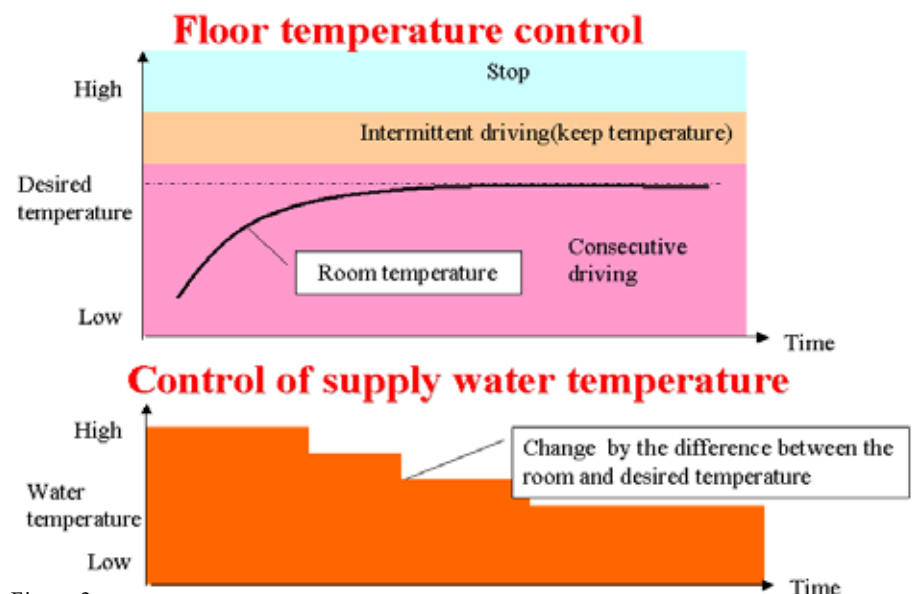 Floor temperature control
High
Stop
Intermittent driving(keep temperature)
Desired
temperature
Room temperature
Consecutive
driving
Low
Time
Control of supply water temperature
High
Change by the difference between the
room and desired temperature
Water
temperature
Low
Time